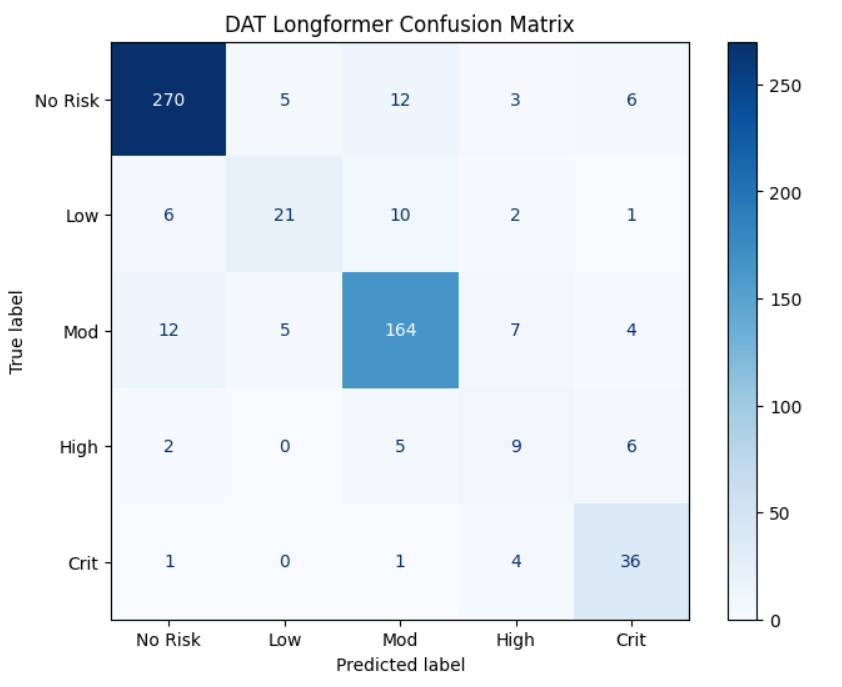 DAT Longformer Confusion Matrix
No Risk 270 5 12 3 6
Low 6 21 10 2 1
Mod 12 5 164 7 4
High 2 0 5 9 6
Crit 1 0 1 4 36
No Risk Low Mod High Crit
Predicted label
True label
250
200
150
100
50
0